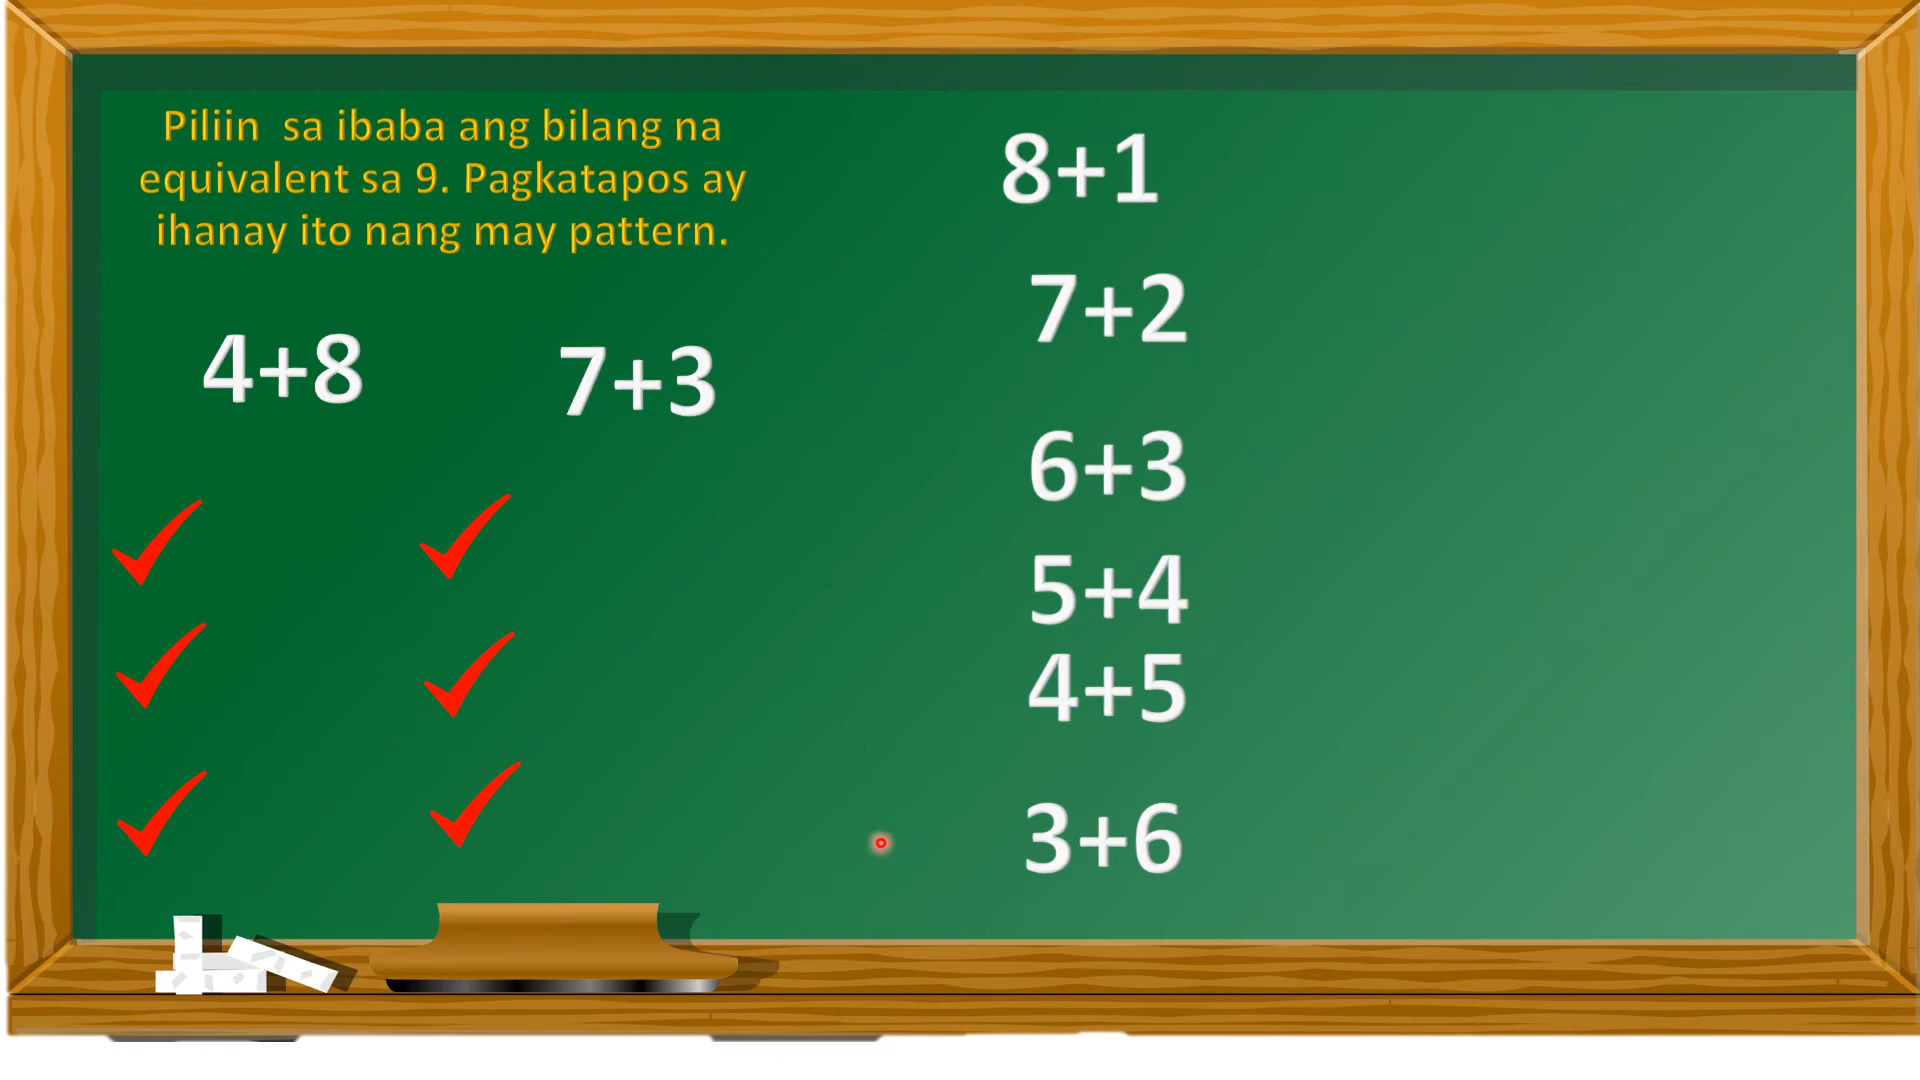 Piliin sa ibaba ang bilang na
equivalent sa 9. Pagkatapos ay
ihanay ito nang may pattern.
4+8
7+3
8+1
7+2
6+3
5+4
4+5
3+6